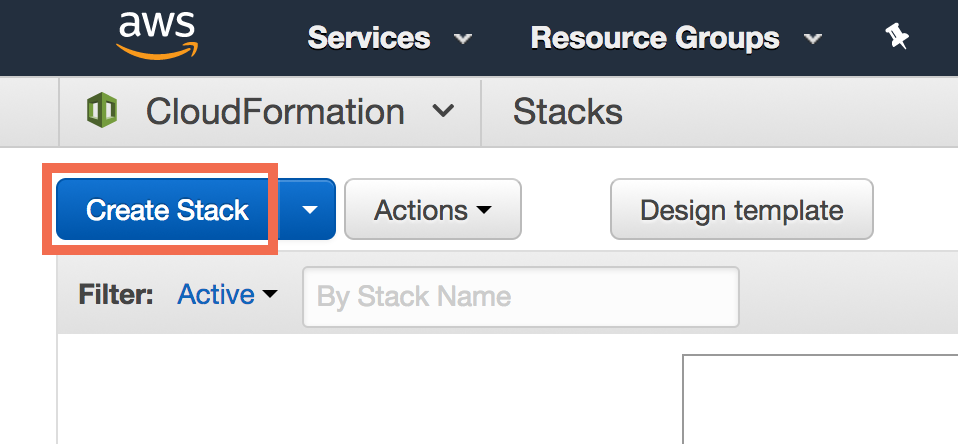 aws Services Resource Groups
CloudFormation Stacks
Create Stack Actions Design template
Filter: Active By Stack Name